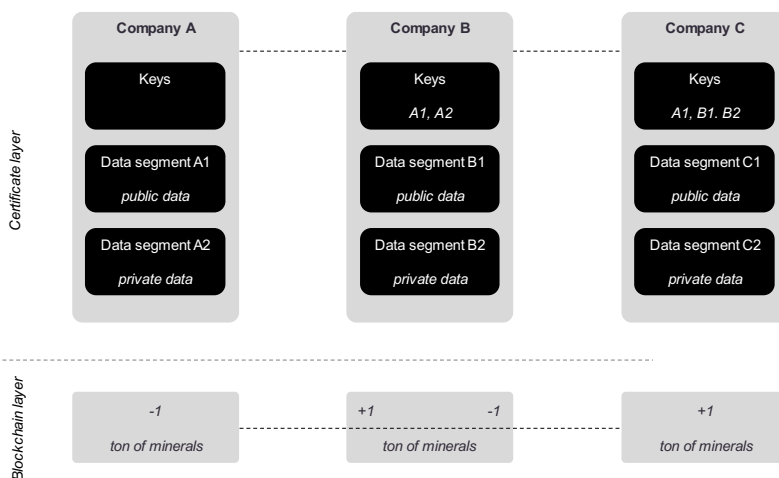 Company A
Company B
Company C
Certificate layer
Keys
Keys
A1, A2
Keys
A1, B1. B2
Data segment A1
public data
Data segment B1
public data
Data segment C1
public data
Data segment A2
private data
Data segment B2
private data
Data segment C2
private data
Blockchain layer
-1
ton of minerals
+1 -1
ton of minerals
+1
ton of minerals